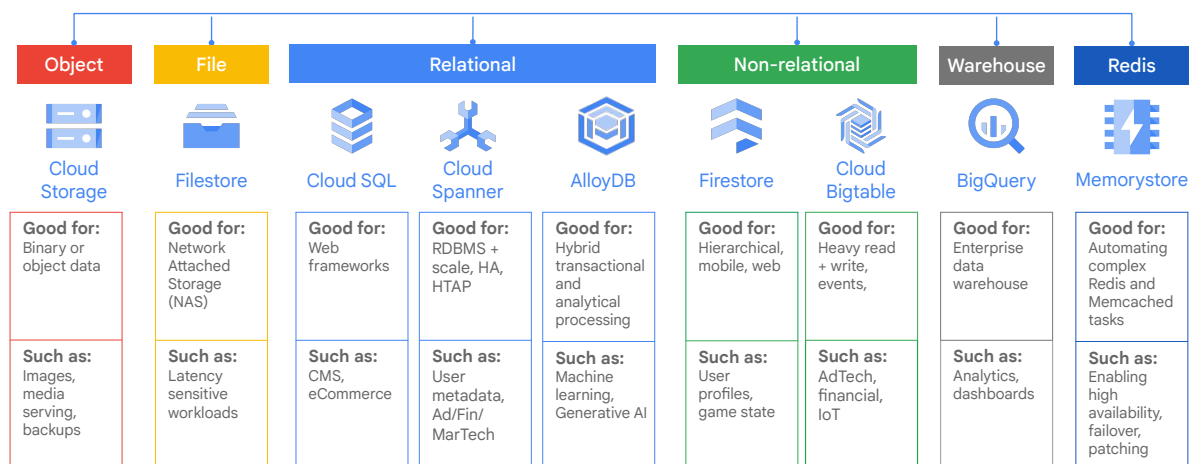 Object
File
Relational
Non-relational
Warehouse
Redis
Cloud
Storage
Filestore
Cloud SQL
Cloud
Spanner
AlloyDB
Firestore
Cloud
Bigtable
BigQuery
Memorystore
Good for:
Binary or
object data
Good for:
Network
Attached
Storage
(NAS)
Good for:
Web
frameworks
Good for:
RDBMS +
scale, HA,
HTAP
Good for:
Hybrid
transactional
and
analytical
processing
Good for:
Hierarchical,
mobile, web
Good for:
Heavy read
+ write,
events,
Good for:
Enterprise
data
warehouse
Good for:
Automating
complex
Redis and
Memcached
tasks
Such as:
Images,
media
serving,
backups
Such as:
Latency
sensitive
workloads
Such as:
CMS,
eCommerce
Such as:
User
metadata,
Ad/Fin/
MarTech
Such as:
Machine
learning,
Generative AI
Such as:
User
profiles,
game state
Such as:
AdTech,
financial,
IoT
Such as:
Analytics,
dashboards
Such as:
Enabling
high
availability,
failover,
patching